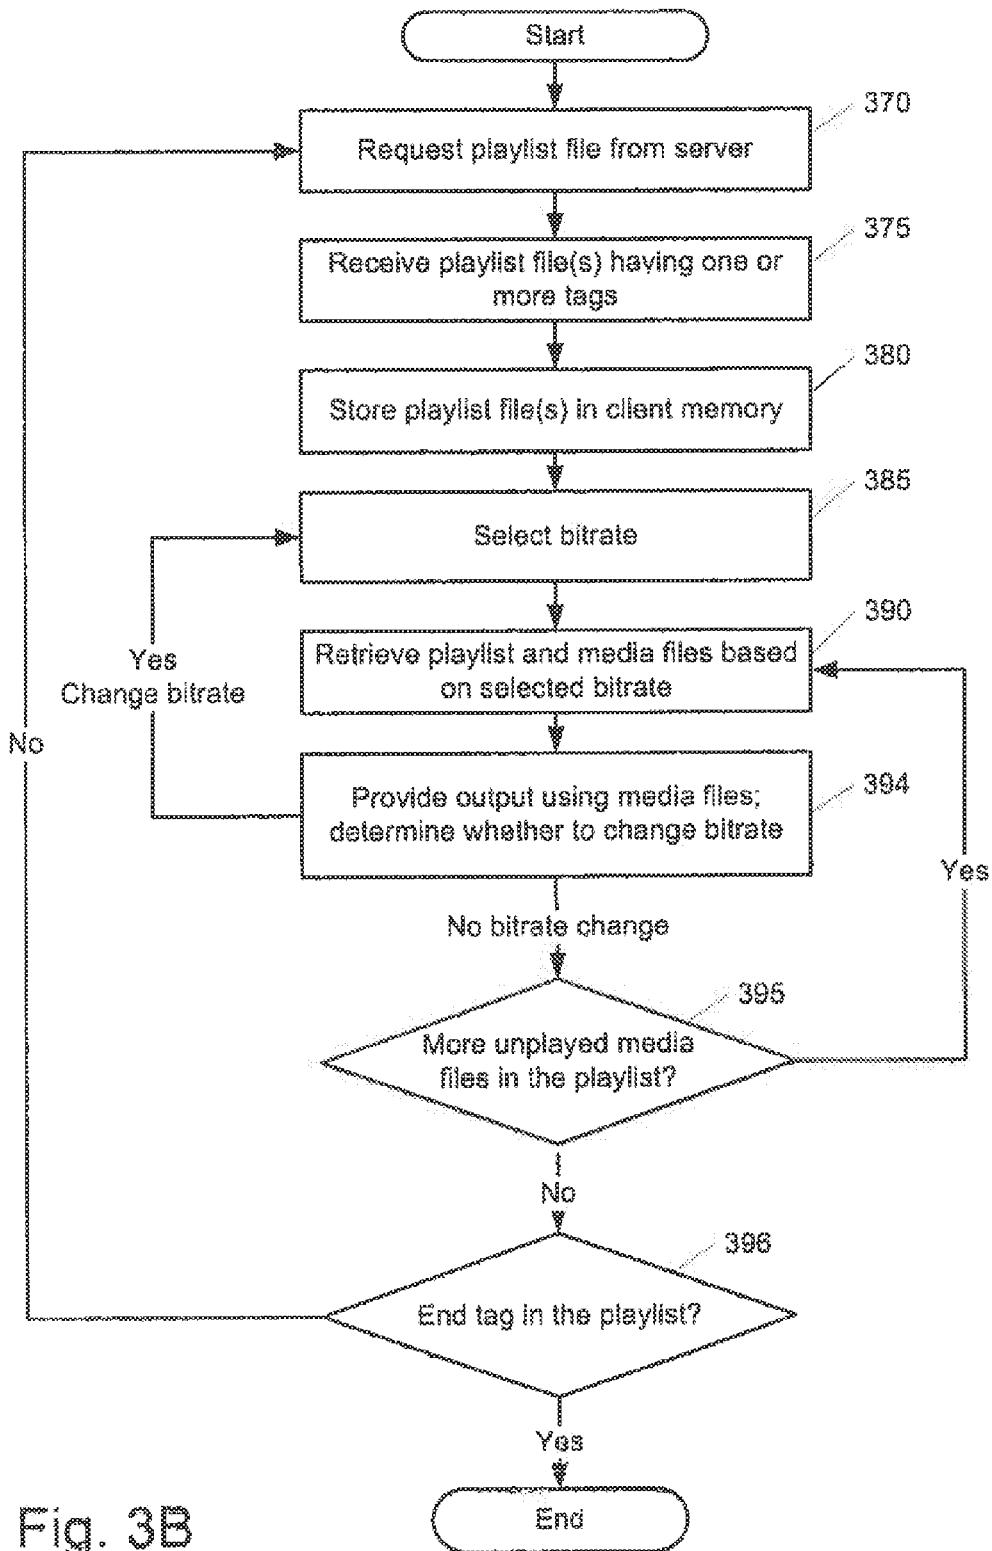 Start
370
Request playlist file from server
375
Receive playlist file(s) having one or
more tags
380
Store playlist file(s) in client memory
385
Select bitrate
390
Retrieve playlist and media files based
on selected bitrate
Yes
Change bitrate
No
394
Provide output using media files;
determine whether to change bitrate
Yes
No bitrate change
395
More unplayed media
files in the playlist?
No
396
End tag in the playlist?
Yes
End
Fig. 3B